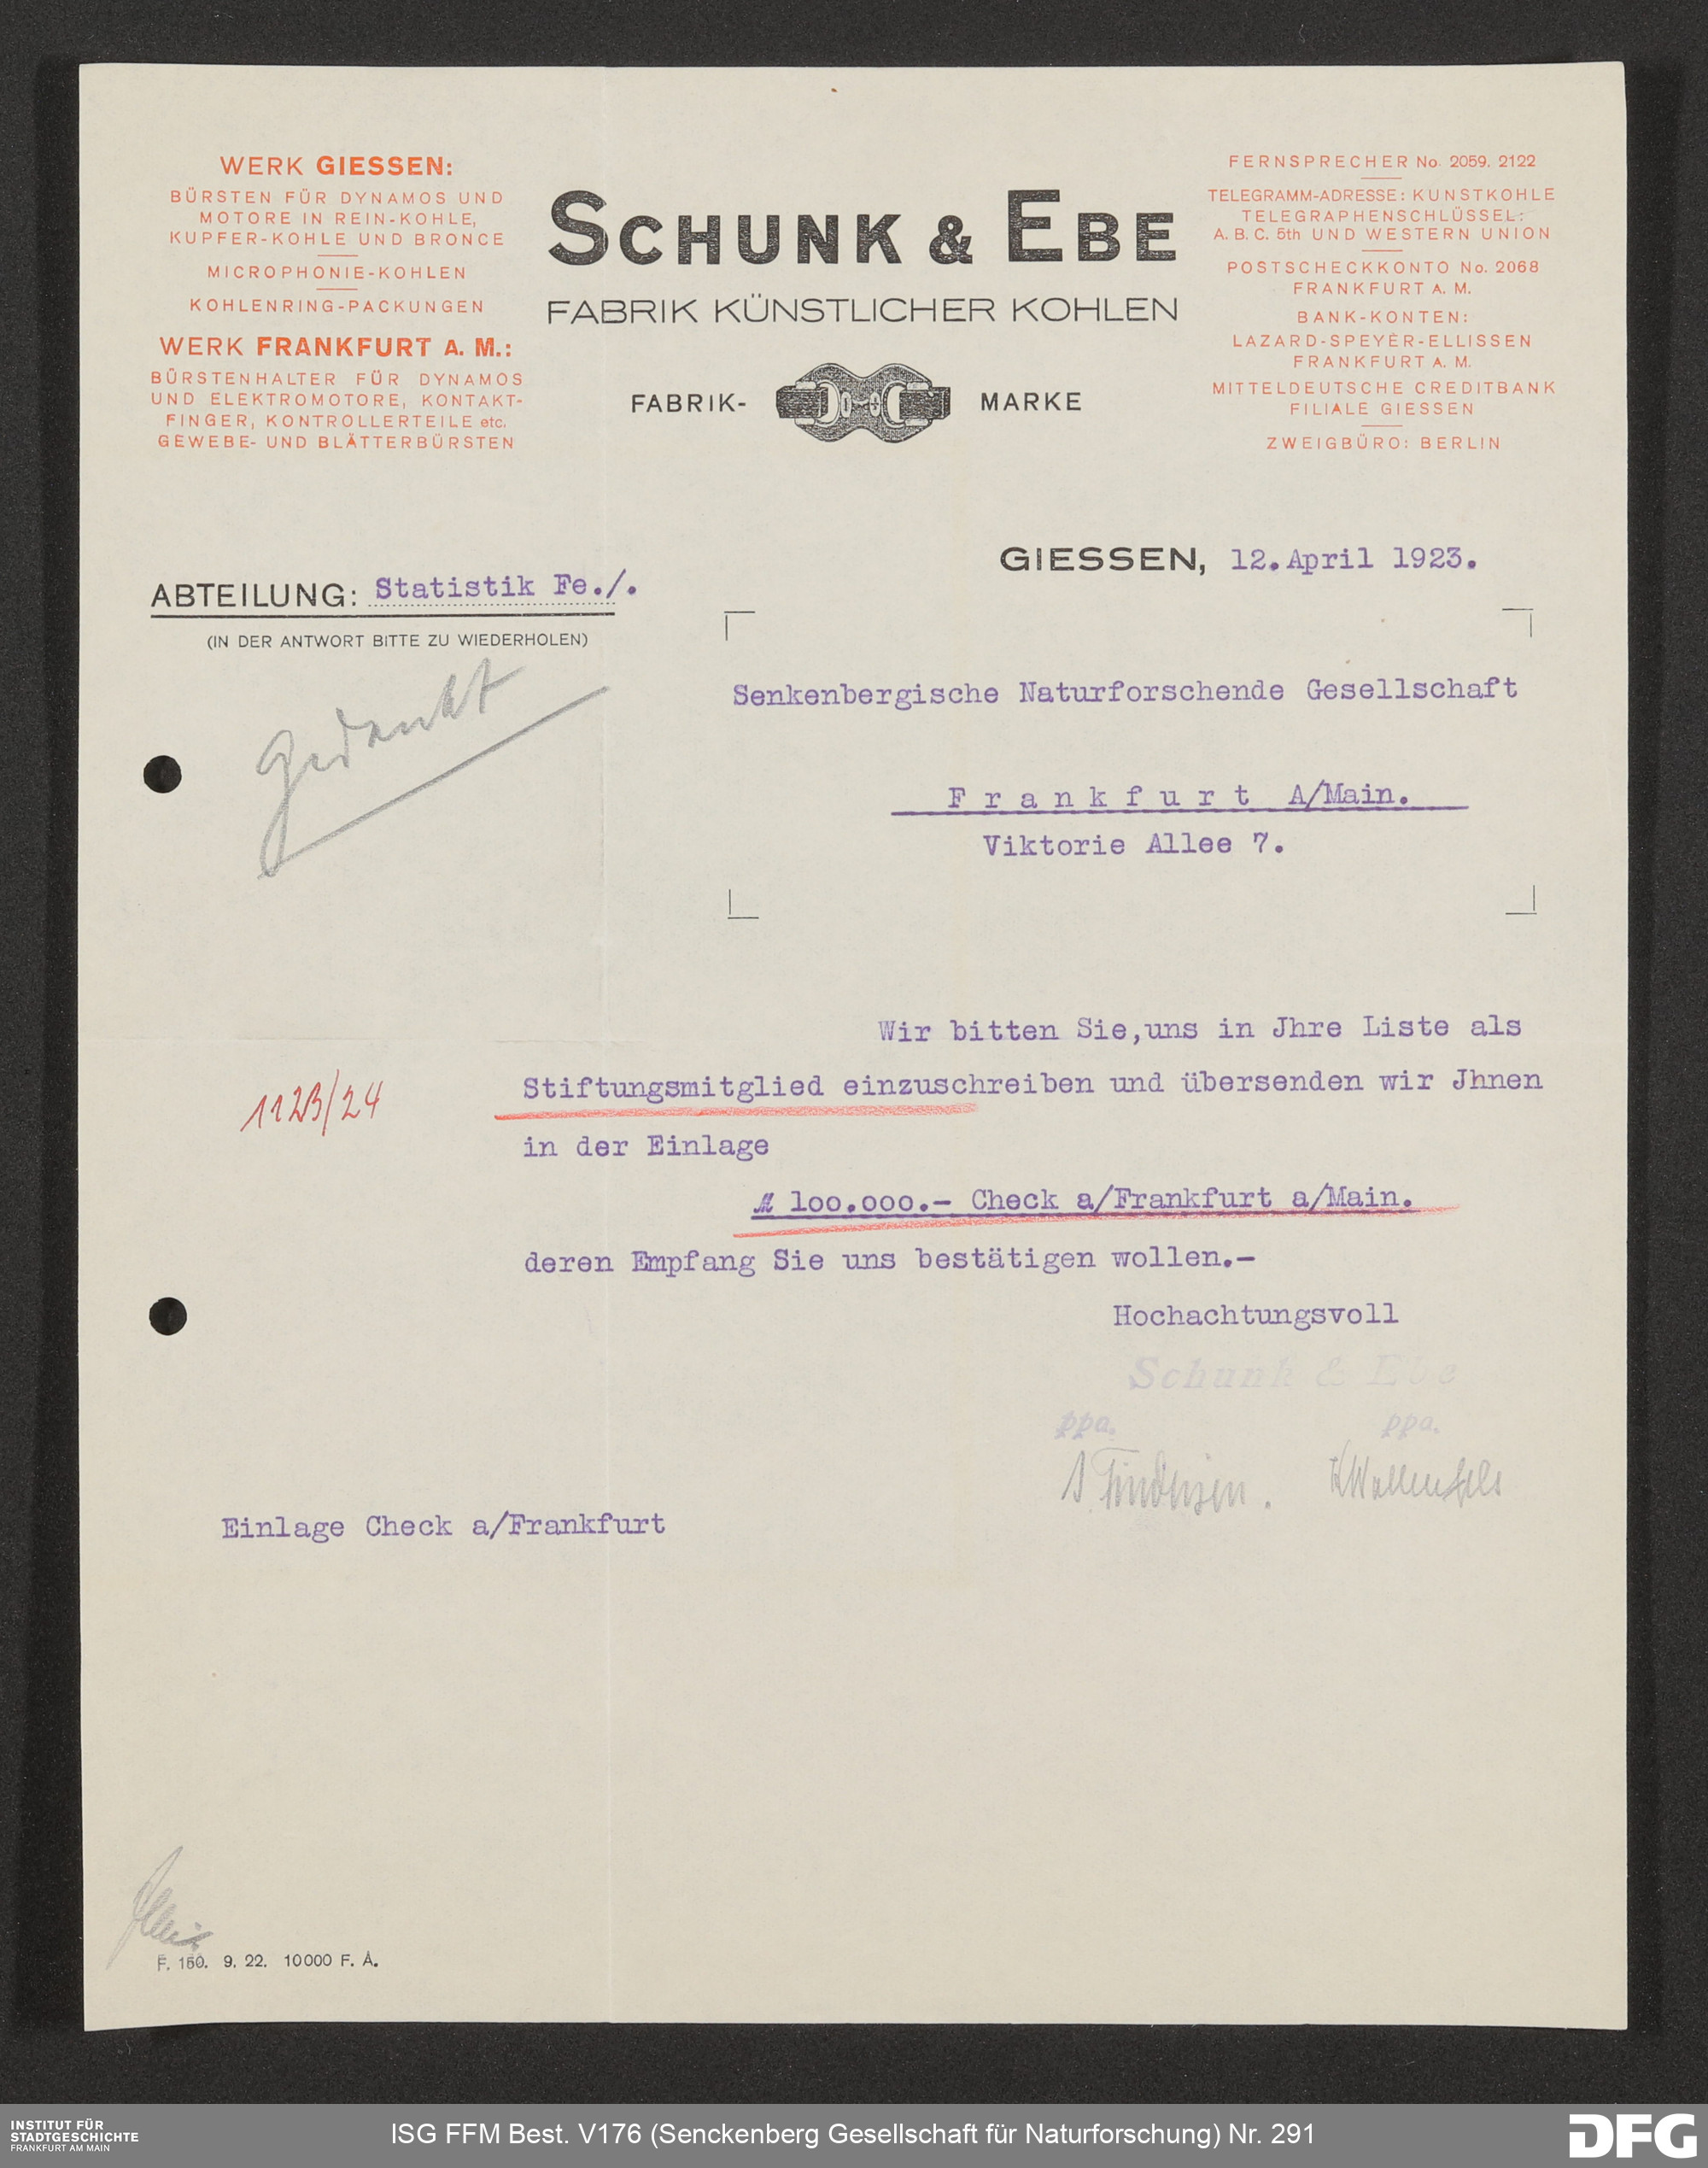 WERK GIESSEN:
BÜRSTEN FÜR DYNAMOS UND
MOTORE IN REIN-KOHLE,
KUPFER-KOHLE UND BRONCE
MICROPHONIE-KOHLEN
KOHLENRING-PACKUNGEN
WERK FRANKFURT A. M.:
BÜRSTENHALTER FÜR DYNAMOS
UND ELEKTROMOTORE, KONTAKT-
FINGER, KONTROLLERTEILE etc.
GEWEBE- UND BLÄTTERBÜRSTEN
SCHUNK & EBE
FABRIK KÜNSTLICHER KOHLEN
FABRIK- MARKE
FERNSPRECHER No. 2059. 2122
TELEGRAMM-ADRESSE: KUNSTKOHLE
TELEGRAPHENSCHLÜSSEL:
A. B. C. 5th UND WESTERN UNION
POSTSCHECKKONTO No. 2068
FRANKFURT A. M.
BANK-KONTEN:
LAZARD-SPEYER-ELLISSEN
FRANKFURT A. M.
MITTELDEUTSCHE CREDITBANK
FILIALE GIESSEN
ZWEIGBÜRO: BERLIN
GIESSEN, 12.April 1923.
ABTEILUNG: Statistik Fe./.
(IN DER ANTWORT BITTE ZU WIEDERHOLEN)
gedankt
Senkenbergische Naturforschende Gesellschaft
F r a n k f u r t A/Main.
Viktorie Allee 7.
Wir bitten Sie,uns in Jhre Liste als
1123/24
Stiftungsmitglied einzuschreiben und übersenden wir Jhnen
in der Einlage
M 1oo.ooo.- Check a/Frankfurt a/Main.
deren Empfang Sie uns bestätigen wollen.-
Hochachtungsvoll
Schunk & Ebe
ppa. ppa.
Einlage Check a/Frankfurt
F. 150. 9. 22. 10000 F. A.
INSTITUT FÜR
STADTGESCHICHTE
FRANKFURT AM MAIN
ISG FFM Best. V176 (Senckenberg Gesellschaft für Naturforschung) Nr. 291
DFG